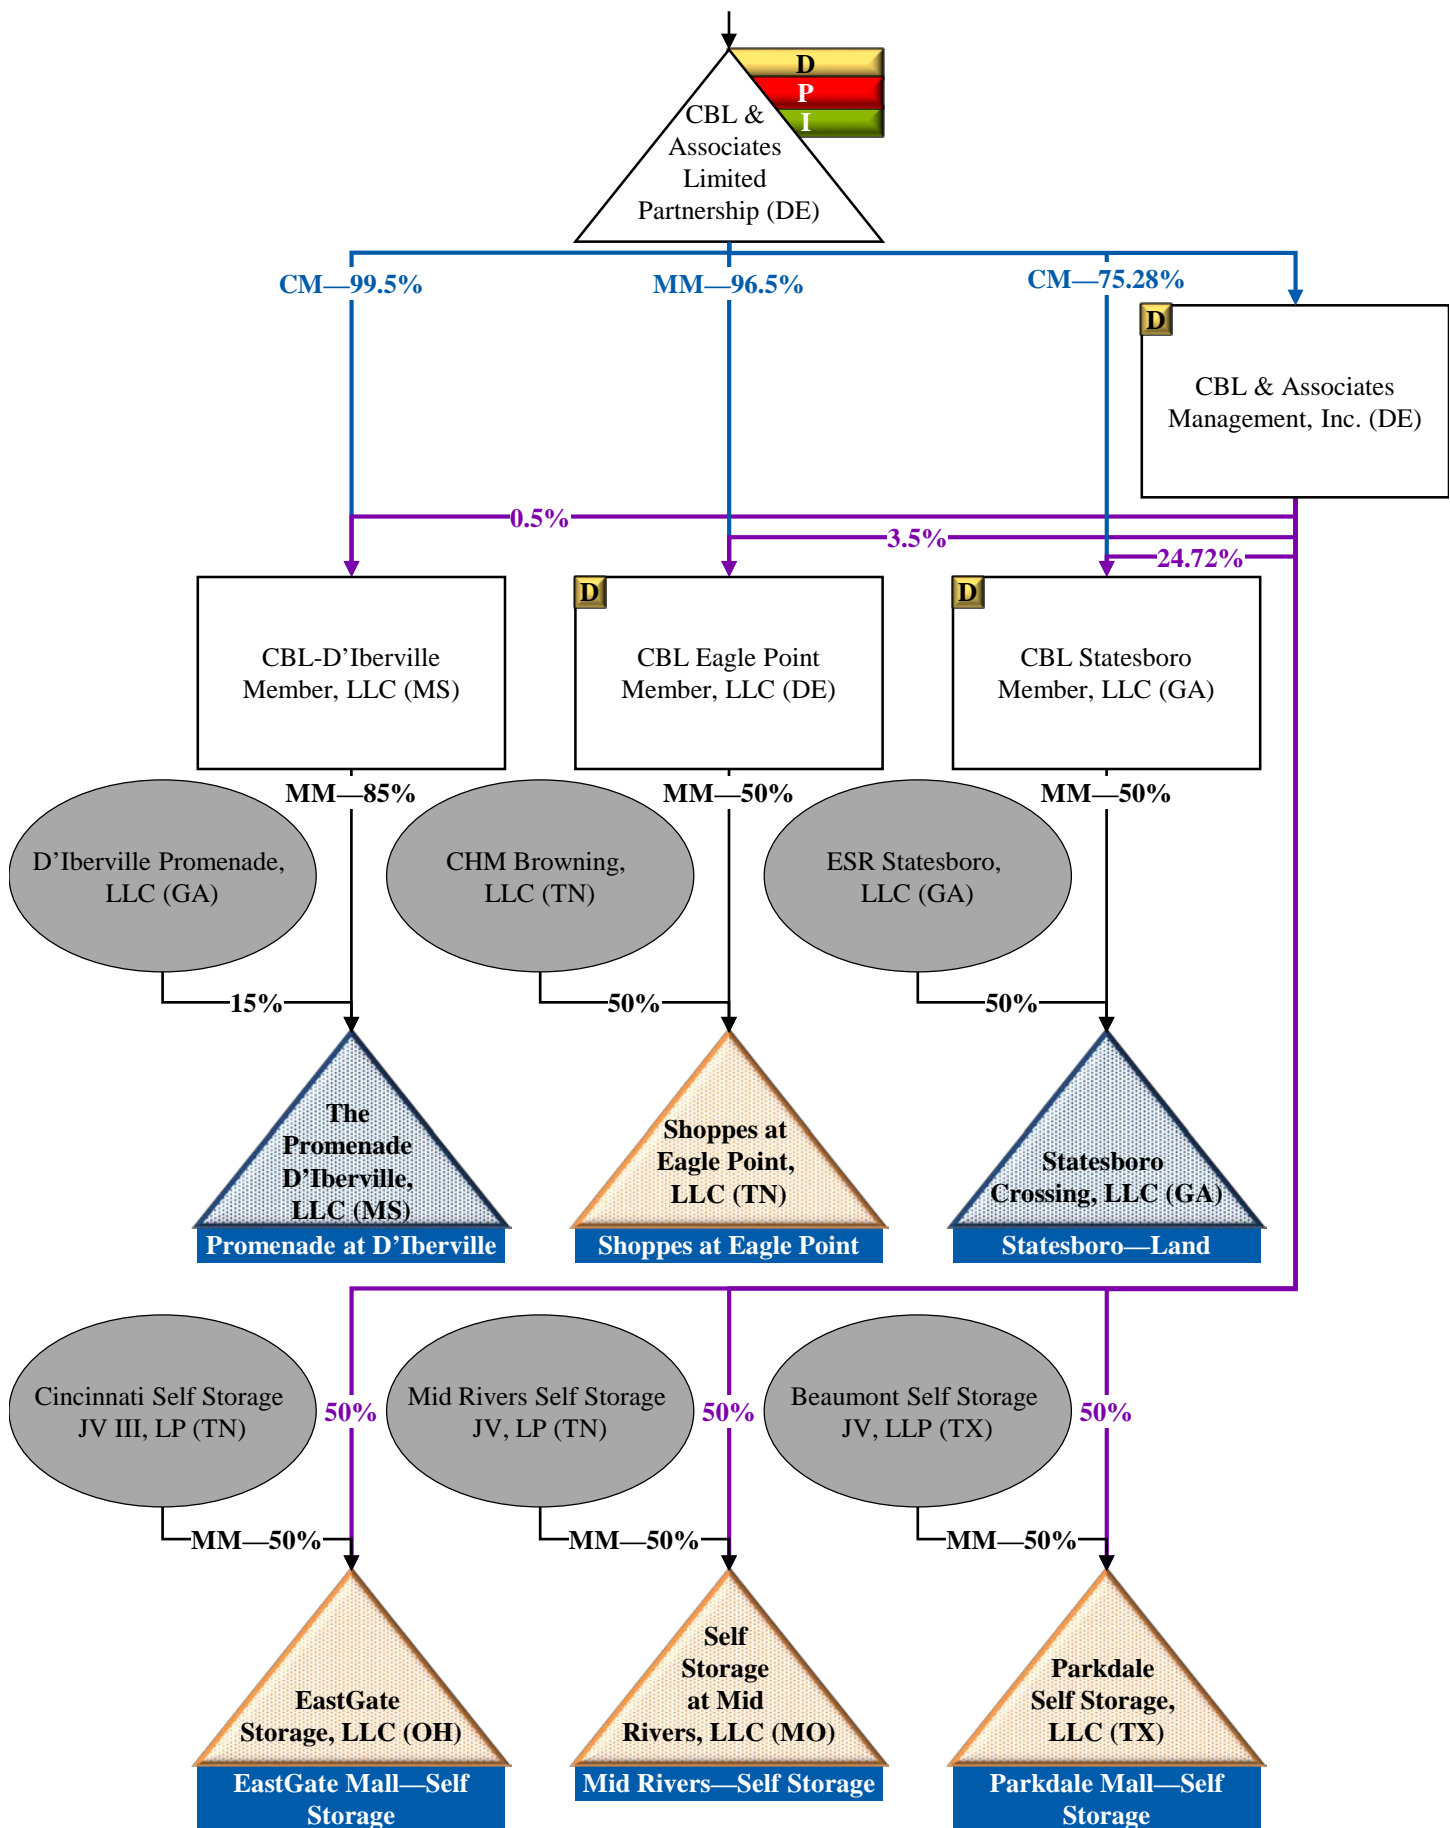 D
P
I
CBL &
Associates
Limited
Partnership (DE)
CM—99.5%
MM—96.5%
CM—75.28%
D
CBL & Associates
Management, Inc. (DE)
0.5%
3.5%
24.72%
CBL-D’Iberville
Member, LLC (MS)
D
CBL Eagle Point
Member, LLC (DE)
D
CBL Statesboro
Member, LLC (GA)
MM—85%
MM—50%
MM—50%
D’Iberville Promenade,
LLC (GA)
CHM Browning,
LLC (TN)
ESR Statesboro,
LLC (GA)
15%
50%
50%
The
Promenade
D’Iberville,
LLC (MS)
Promenade at D’Iberville
Shoppes at
Eagle Point,
LLC (TN)
Shoppes at Eagle Point
Statesboro
Crossing, LLC (GA)
Statesboro—Land
Cincinnati Self Storage
JV III, LP (TN)
50%
Mid Rivers Self Storage
JV, LP (TN)
50%
Beaumont Self Storage
JV, LLP (TX)
50%
MM—50%
MM—50%
MM—50%
EastGate
Storage, LLC (OH)
EastGate Mall—Self
Storage
Self
Storage
at Mid
Rivers, LLC (MO)
Mid Rivers—Self Storage
Parkdale
Self Storage,
LLC (TX)
Parkdale Mall—Self
Storage